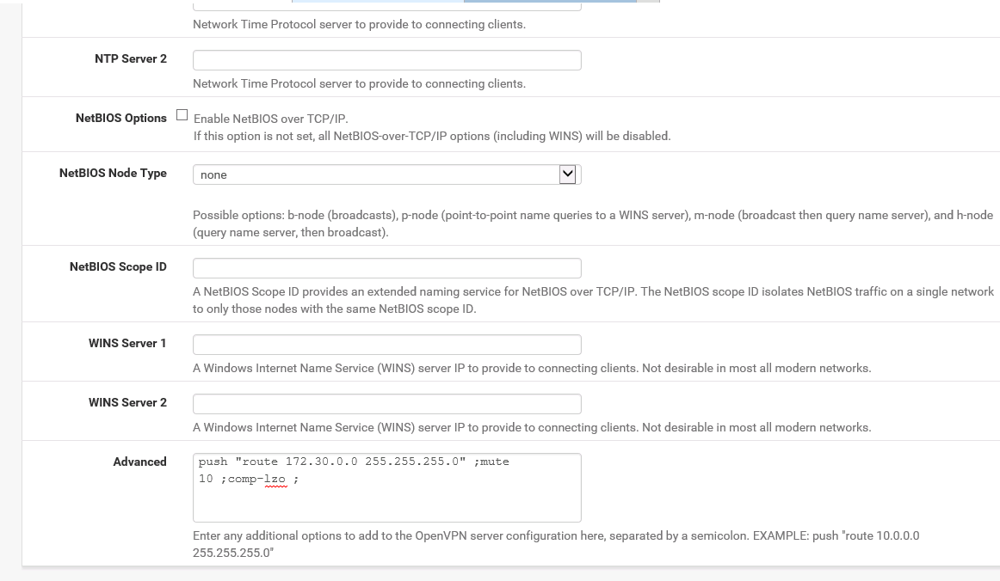 Network Time Protocol server to provide to connecting clients.
NTP Server 2
Network Time Protocol server to provide to connecting clients.
NetBIOS Options
Enable NetBIOS over TCP/IP.
If this option is not set, all NetBIOS-over-TCP/IP options (including WINS) will be disabled.
NetBIOS Node Type
none
Possible options: b-node (broadcasts), p-node (point-to-point name queries to a WINS server), m-node (broadcast then query name server), and h-node
(query name server, then broadcast).
NetBIOS Scope ID
A NetBIOS Scope ID provides an extended naming service for NetBIOS over TCP/IP. The NetBIOS scope ID isolates NetBIOS traffic on a single network
to only those nodes with the same NetBIOS scope ID.
WINS Server 1
A Windows Internet Name Service (WINS) server IP to provide to connecting clients. Not desirable in most all modern networks.
WINS Server 2
A Windows Internet Name Service (WINS) server IP to provide to connecting clients. Not desirable in most all modern networks.
Advanced
push "route 172.30.0.0 255.255.255.0" ;mute
10 ;comp-lzo ;
Enter any additional options to add to the OpenVPN server configuration here, separated by a semicolon. EXAMPLE: push "route 10.0.0.0
255.255.255.0"